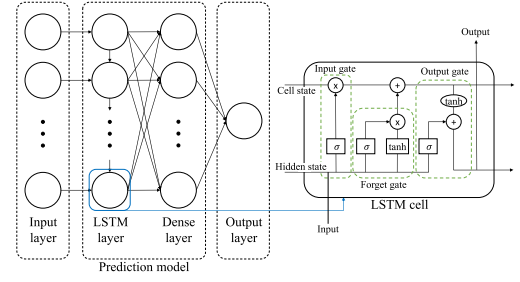 Input
layer
LSTM
layer
Dense
layer
Output
layer
Prediction model
Output
Input gate
Output gate
Cell state
x
+
tanh
x
+
σ
σ
tanh
σ
Hidden state
Forget gate
LSTM cell
Input